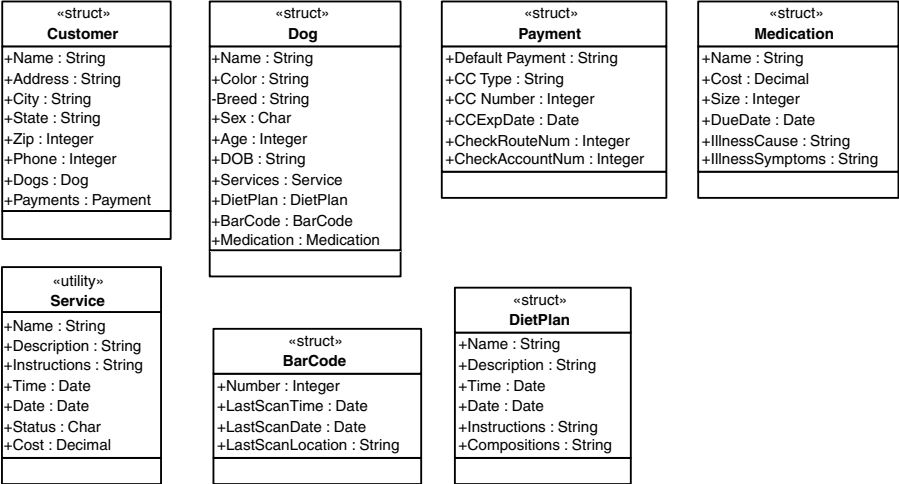 «struct»
Customer
+Name : String
+Address : String
+City : String
+State : String
+Zip : Integer
+Phone : Integer
+Dogs : Dog
+Payments : Payment
«struct»
Dog
+Name : String
+Color : String
-Breed : String
+Sex : Char
+Age : Integer
+DOB : String
+Services : Service
+DietPlan : DietPlan
+BarCode : BarCode
+Medication : Medication
«struct»
Payment
+Default Payment : String
+CC Type : String
+CC Number : Integer
+CCExpDate : Date
+CheckRouteNum : Integer
+CheckAccountNum : Integer
«struct»
Medication
+Name : String
+Cost : Decimal
+Size : Integer
+DueDate : Date
+IllnessCause : String
+IllnessSymptoms : String
«utility»
Service
+Name : String
+Description : String
+Instructions : String
+Time : Date
+Date : Date
+Status : Char
+Cost : Decimal
«struct»
BarCode
+Number : Integer
+LastScanTime : Date
+LastScanDate : Date
+LastScanLocation : String
«struct»
DietPlan
+Name : String
+Description : String
+Time : Date
+Date : Date
+Instructions : String
+Compositions : String